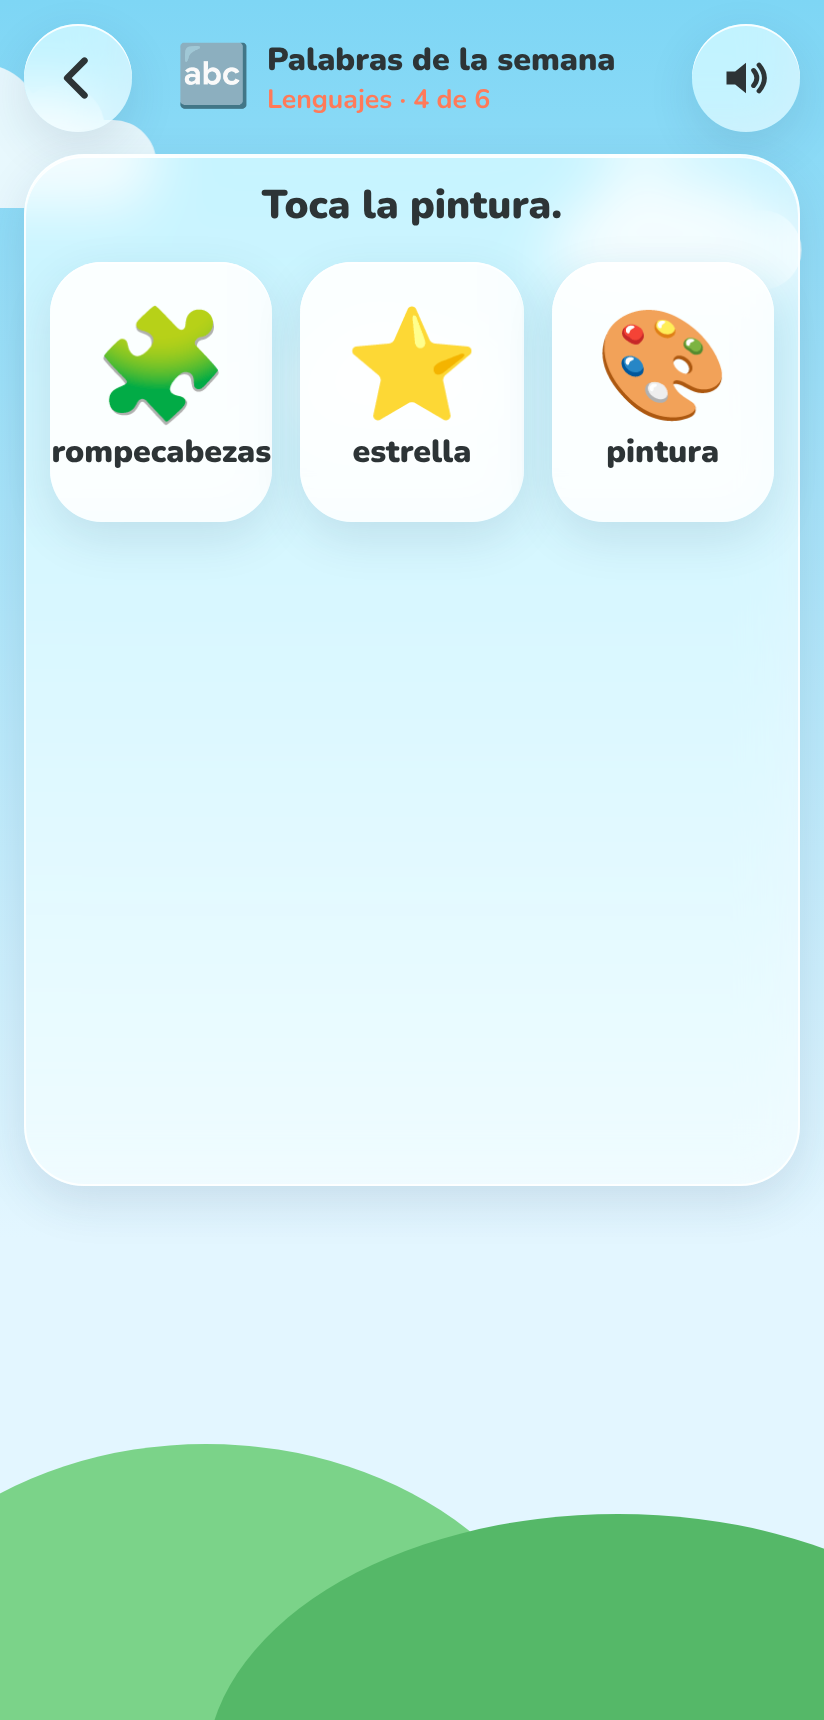 abc
Palabras de la semana
Lenguajes · 4 de 6
Toca la pintura.
rompecabezas
estrella
pintura